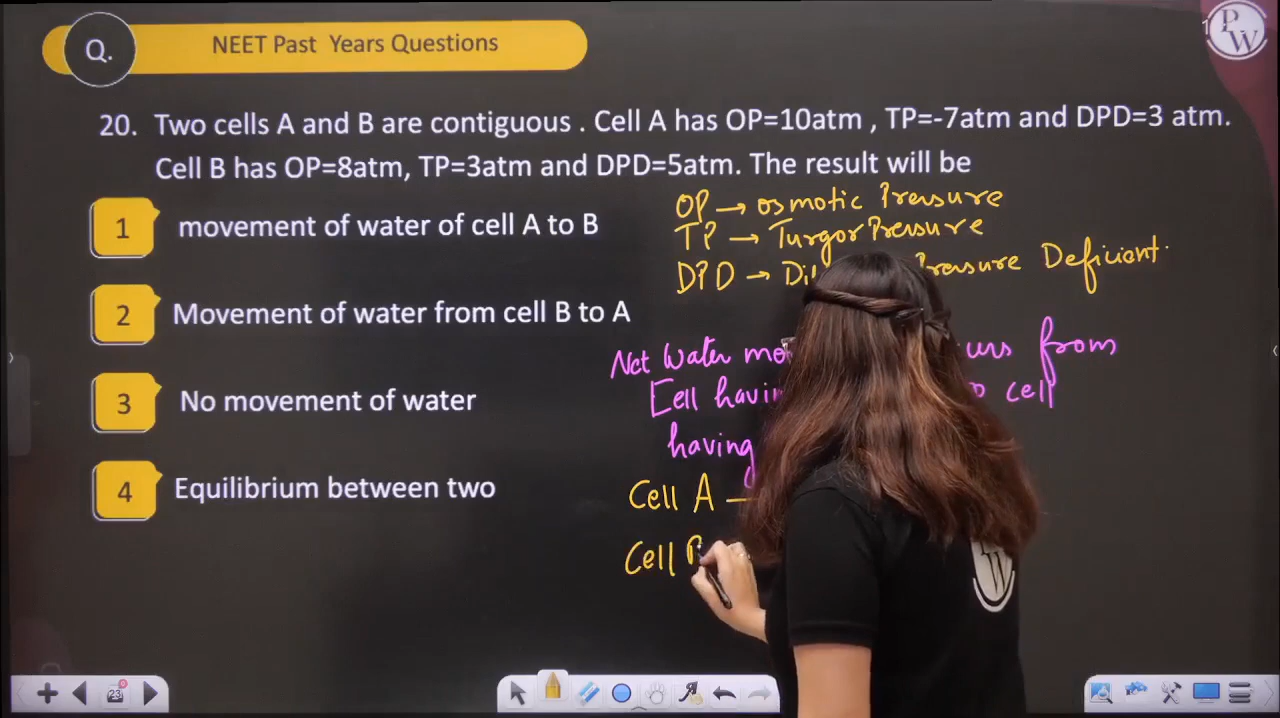 Q.
NEET Past Years Questions
PW
20. Two cells A and B are contiguous . Cell A has OP=10atm , TP=-7atm and DPD=3 atm.
Cell B has OP=8atm, TP=3atm and DPD=5atm. The result will be
1 movement of water of cell A to B
2 Movement of water from cell B to A
3 No movement of water
4 Equilibrium between two
OP → osmotic Pressure
TP → Turgor Pressure
DPD → Pressure Deficient
Net Water from
Cell cell
having
Cell A –
Cell
23